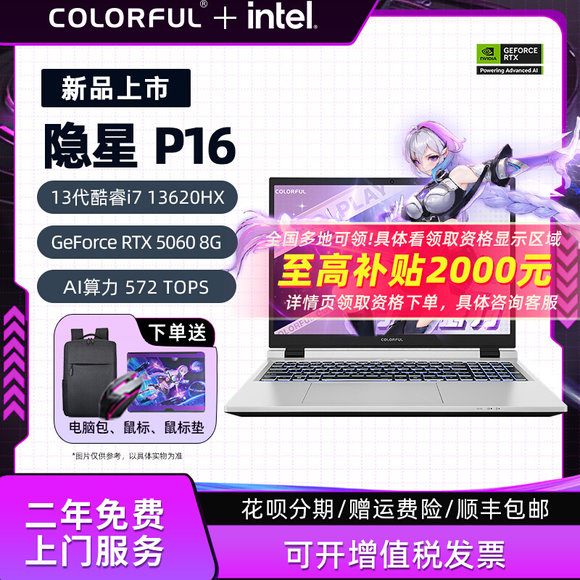 COLORFUL® + intel.
NVIDIA
GEFORCE
RTX
Powering Advanced AI
新品上市
隐星 P16
13代酷睿i7 13620HX
GeForce RTX 5060 8G
AI算力 572 TOPS
COLORFUL
PLAY
全国多地可领!具体看领取资格显示区域
至高补贴2000元
详情页领取资格下单，具体咨询客服
COLORFUL
下单送
电脑包、鼠标、鼠标垫
*图片仅供参考，以具体实物为准
二年免费
上门服务
花呗分期/赠运费险/顺丰包邮
可开增值税发票